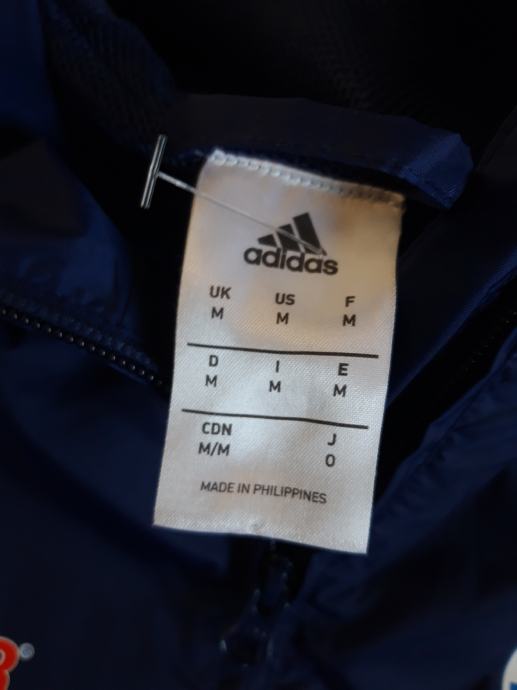 adidas
UK US F
M M M
D I E
M M M
CDN J
M/M O
MADE IN PHILIPPINES
®